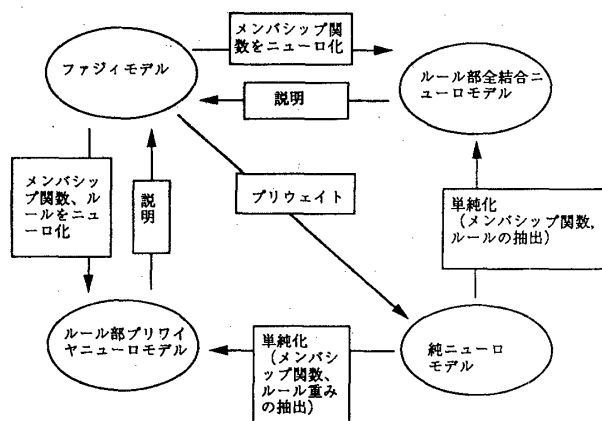 メンバシップ関
数をニューロ化
ファジィモデル
ルール部全結合ニ
ューロモデル
説明
メンバシッ
プ関数、ル
ールをニュ
ーロ化
説
明
プリウェイト
単純化
(メンバシップ関数,
ルールの抽出)
ルール部プリワイ
ヤニューロモデル
単純化
(メンバシ
ップ関数、
ルール重み
の抽出)
純ニューロ
モデル